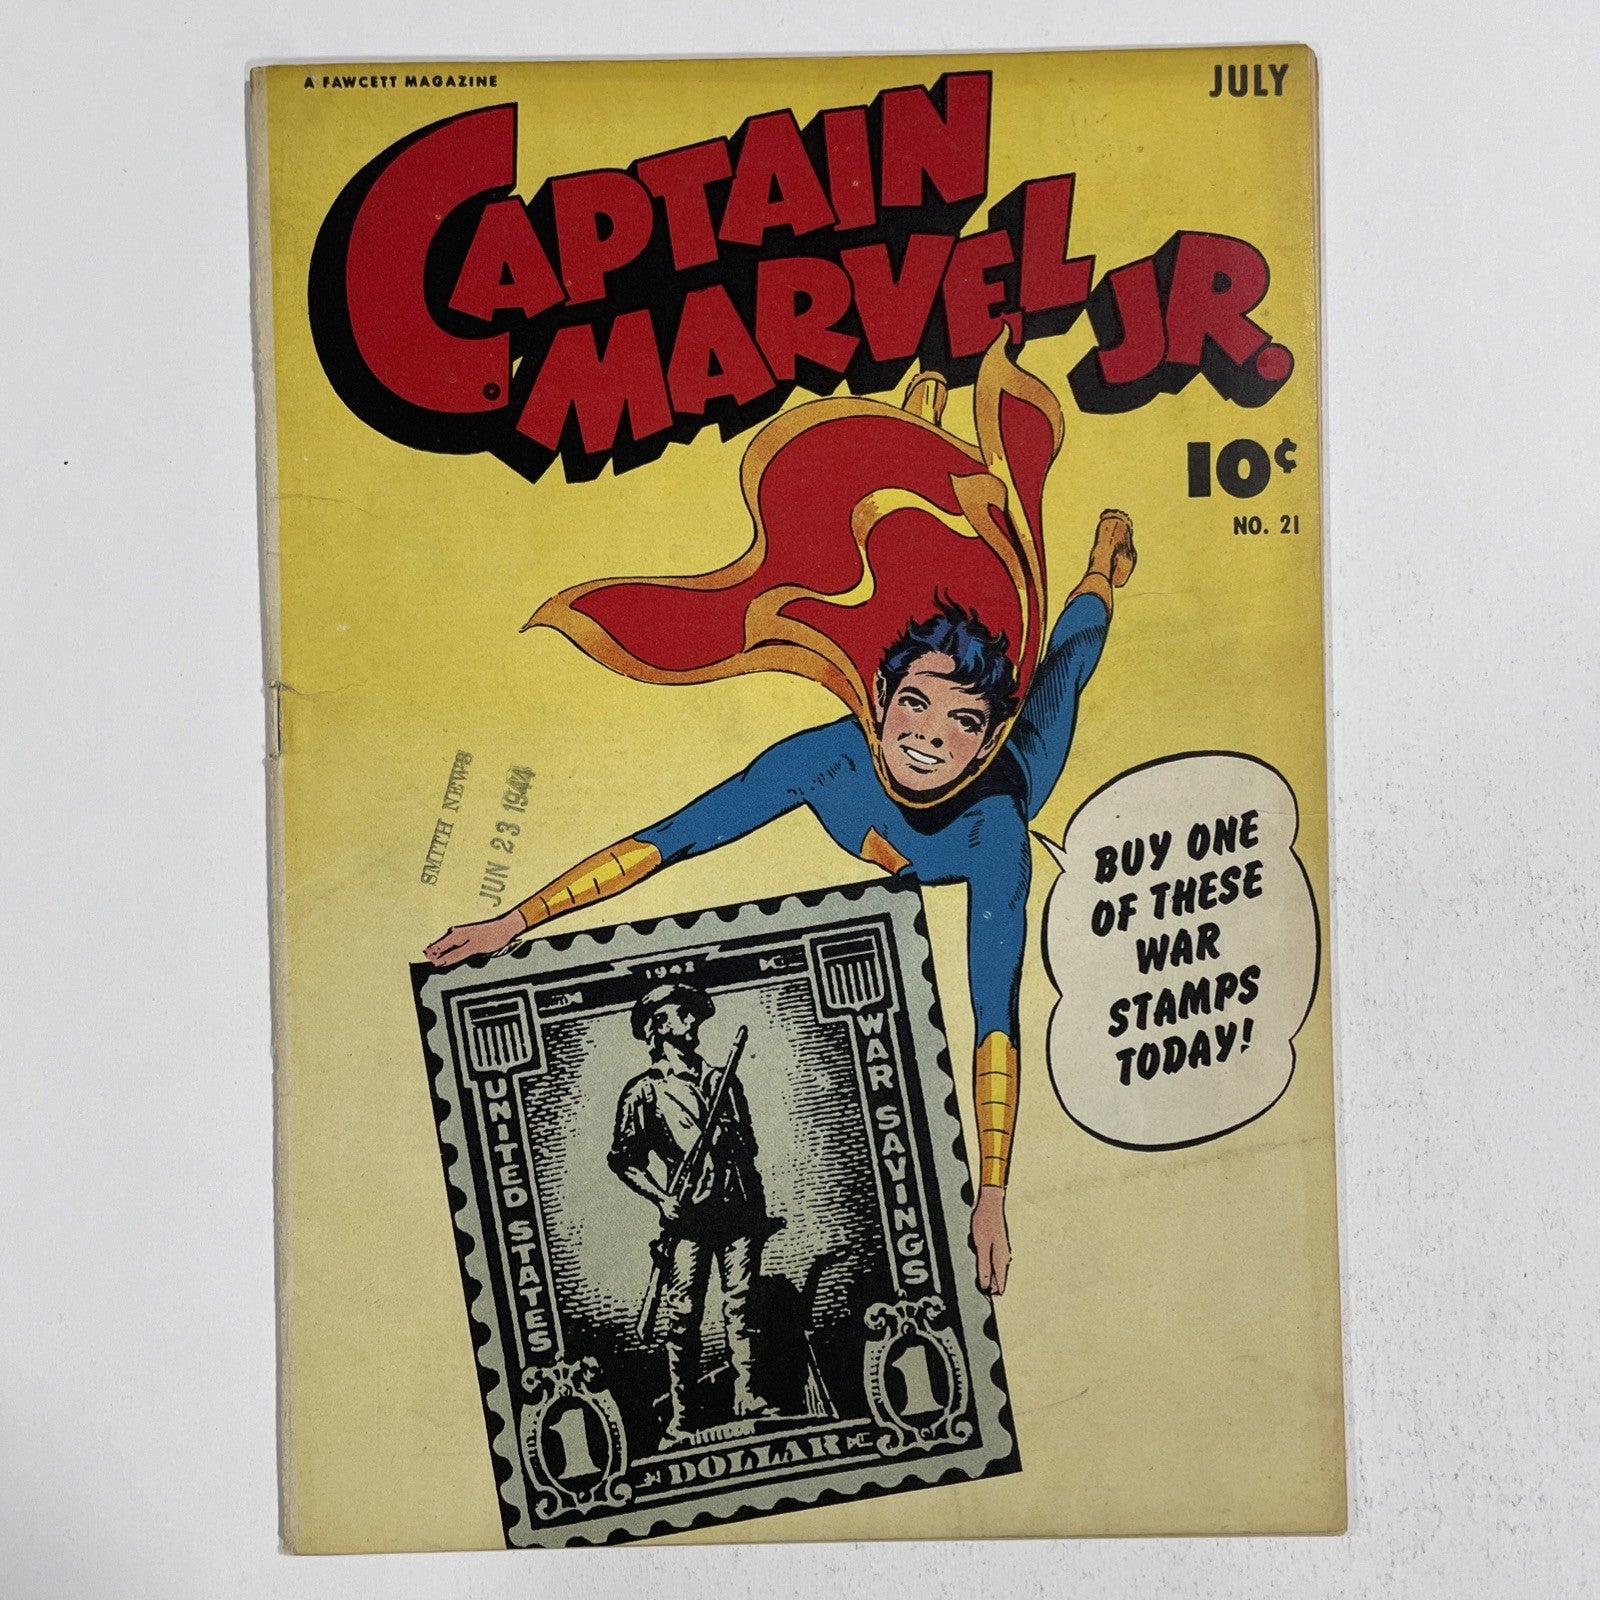 A FAWCETT MAGAZINE
JULY
CAPTAIN
MARVEL JR.
10¢
NO. 21
SMITH NEWS
JUN 23 1944
BUY ONE
OF THESE
WAR
STAMPS
TODAY!
1942
UNITED STATES
WAR SAVINGS
1
1
DOLLAR